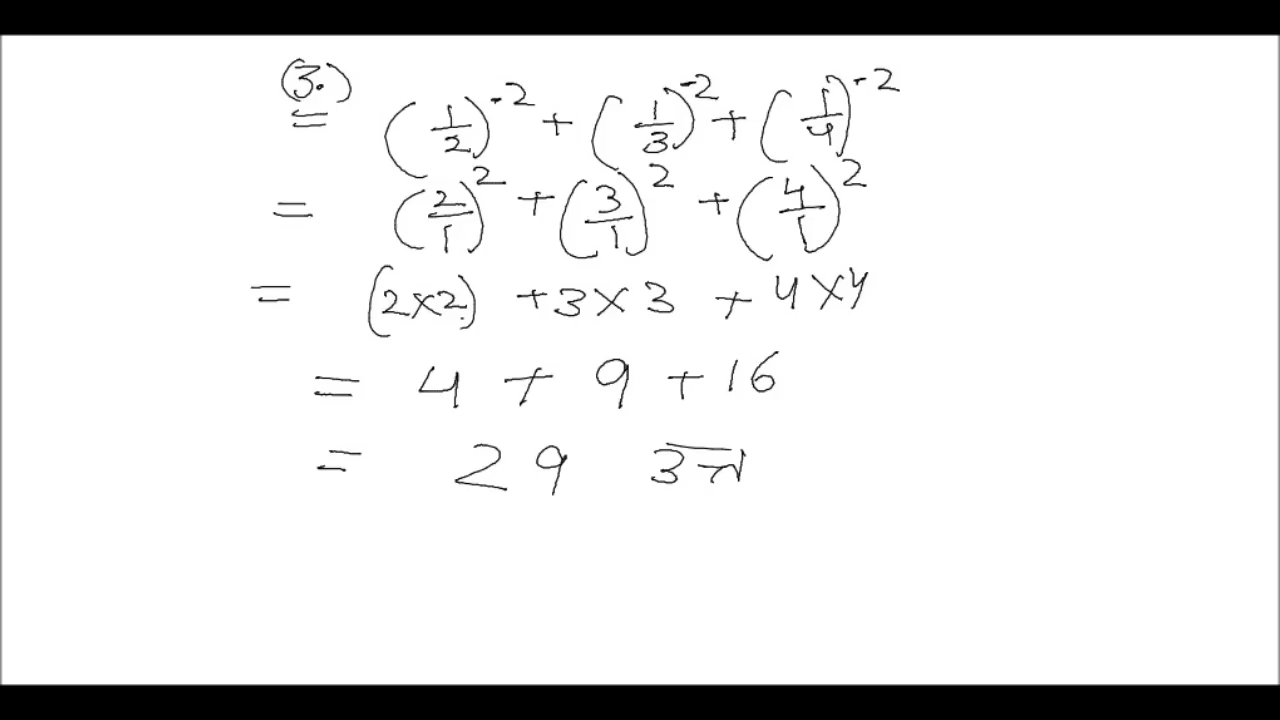 (3.)
(1/2)^-2 + (1/3)^-2 + (1/4)^-2
= (2/1)^2 + (3/1)^2 + (4/1)^2
= (2×2) + 3×3 + 4×4
= 4 + 9 + 16
= 29 उत्त